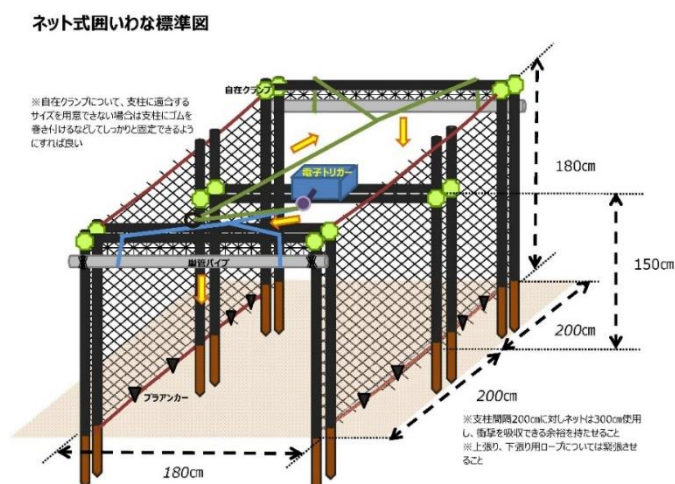 ネット式囲いわな標準図
自在クランプ
※自在クランプについて、支柱に適合する
サイズを用意できない場合は支柱にゴムを
巻き付けるなどしてしっかりと固定できるよ
にすれば良い
電子トリガー
180㎝
150㎝
単管パイプ
200㎝
プラアンカー
200㎝
180㎝
※支柱間隔200㎝に対しネットは300㎝使用
し、衝撃を吸収できる余裕を持たせること
※上張り、下張り用ロープについては緊張させ
ること